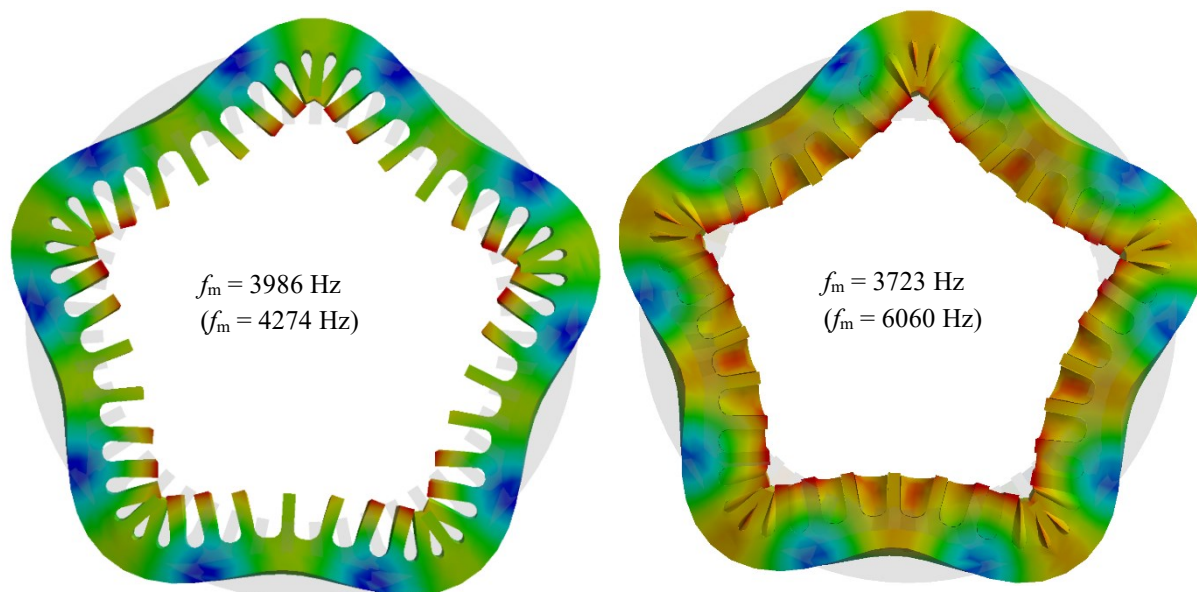 fm = 3986 Hz
(fm = 4274 Hz)
fm = 3723 Hz
(fm = 6060 Hz)